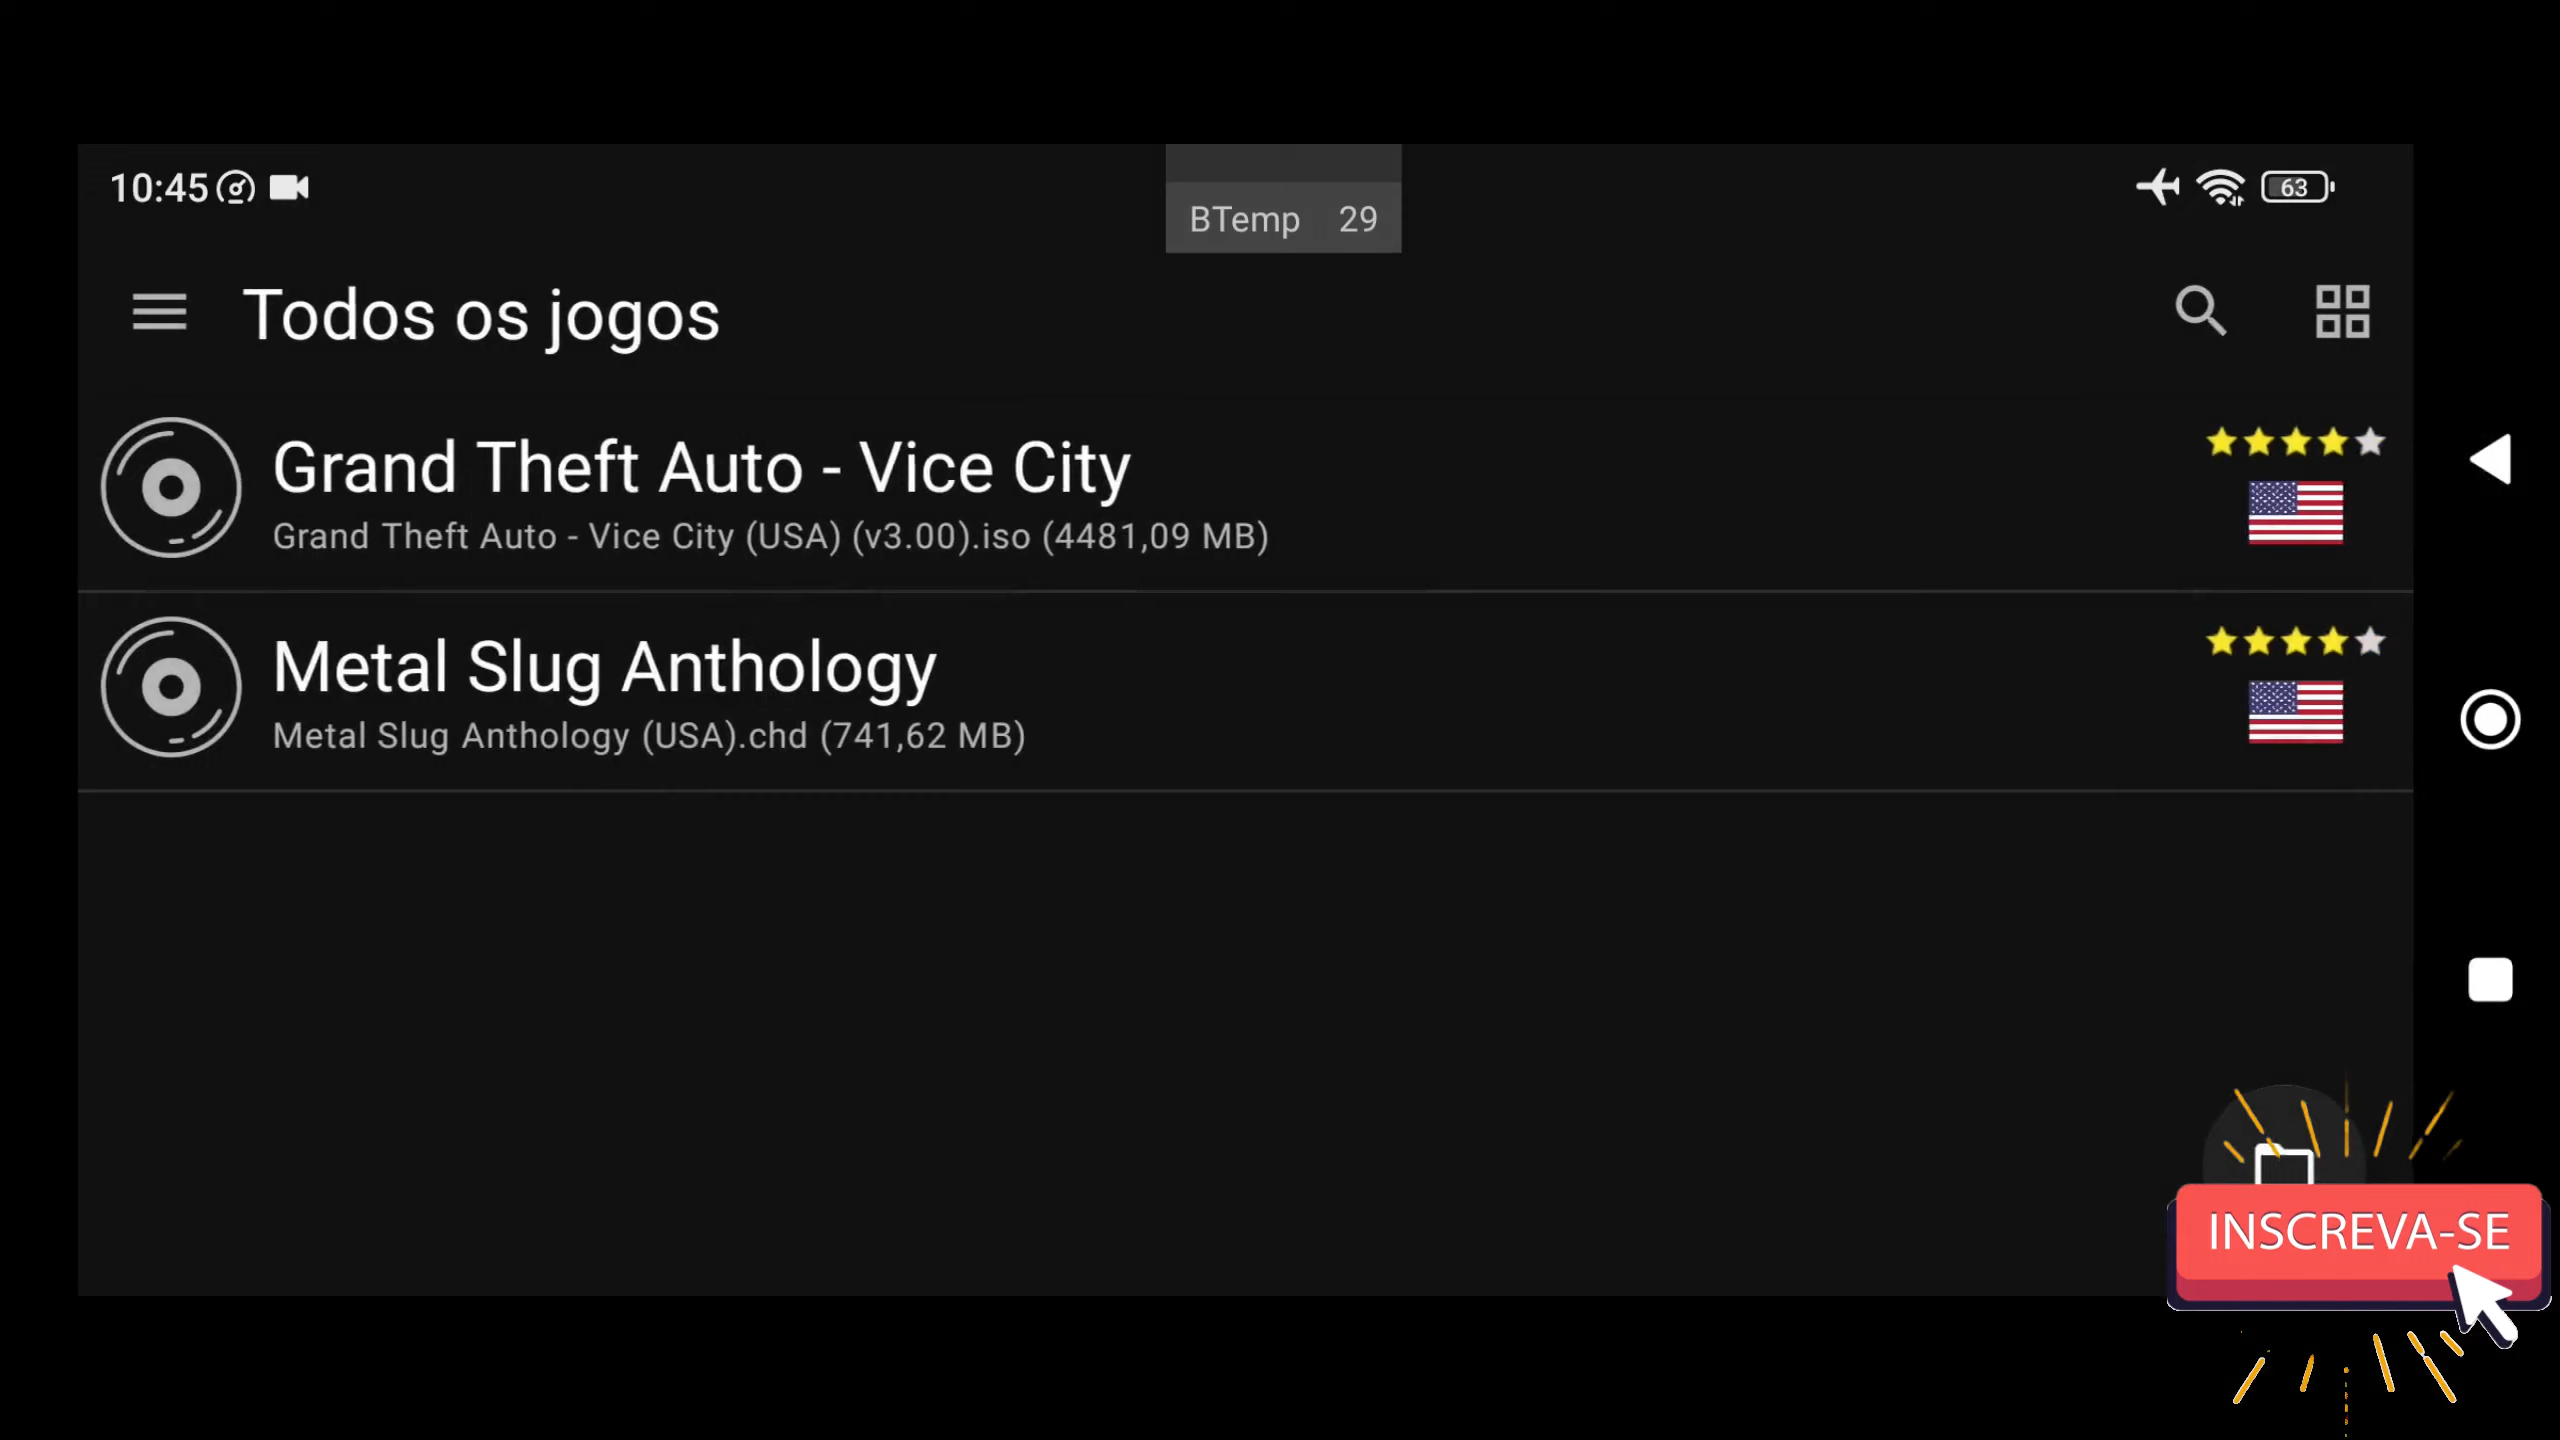 10:45
63
BTemp 29
Todos os jogos
Grand Theft Auto - Vice City
Grand Theft Auto - Vice City (USA) (v3.00).iso (4481,09 MB)
Metal Slug Anthology
Metal Slug Anthology (USA).chd (741,62 MB)
INSCREVA-SE